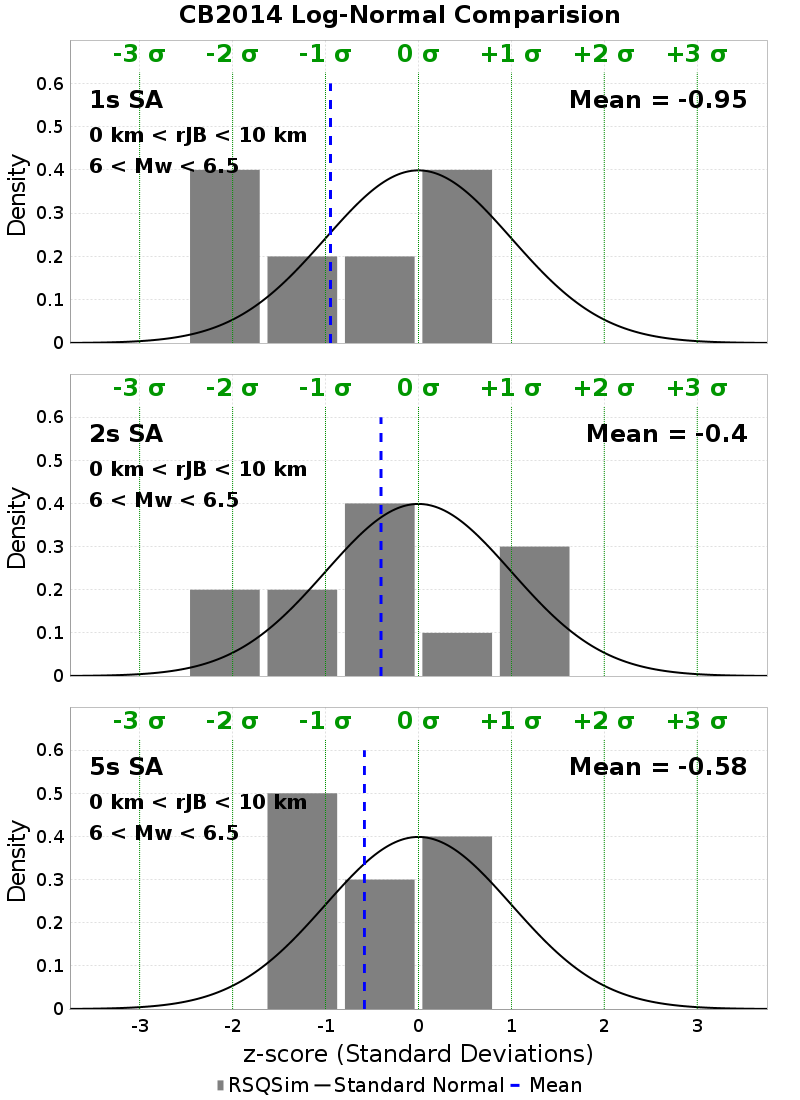 CB2014 Log-Normal Comparision
-3 σ -2 σ -1 σ 0 σ +1 σ +2 σ +3 σ
0.6
1s SA Mean = -0.95
0.5
0 km < rJB < 10 km
6 < Mw < 6.5
0.4
0.3
0.2
0.1
0
Density
-3 σ -2 σ -1 σ 0 σ +1 σ +2 σ +3 σ
0.6
2s SA Mean = -0.4
0.5
0 km < rJB < 10 km
6 < Mw < 6.5
0.4
0.3
0.2
0.1
0
Density
-3 σ -2 σ -1 σ 0 σ +1 σ +2 σ +3 σ
0.6
5s SA Mean = -0.58
0.5
0 km < rJB < 10 km
6 < Mw < 6.5
0.4
0.3
0.2
0.1
0
Density
-3 -2 -1 0 1 2 3
z-score (Standard Deviations)
RSQSim Standard Normal Mean